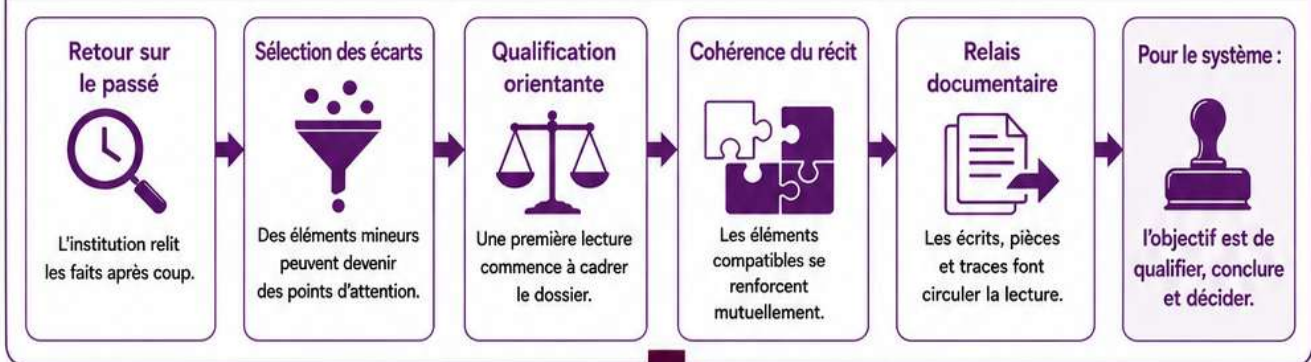 Retour sur
le passé
L'institution relit
les faits après coup.
Sélection des écarts
Des éléments mineurs
peuvent devenir
des points d'attention.
Qualification
orientante
Une première lecture
commence à cadrer
le dossier.
Cohérence du récit
Les éléments
compatibles se
renforcent
mutuellement.
Relais
documentaire
Les écrits, pièces
et traces font
circuler la lecture.
Pour le système :
l'objectif est de
qualifier, conclure
et décider.